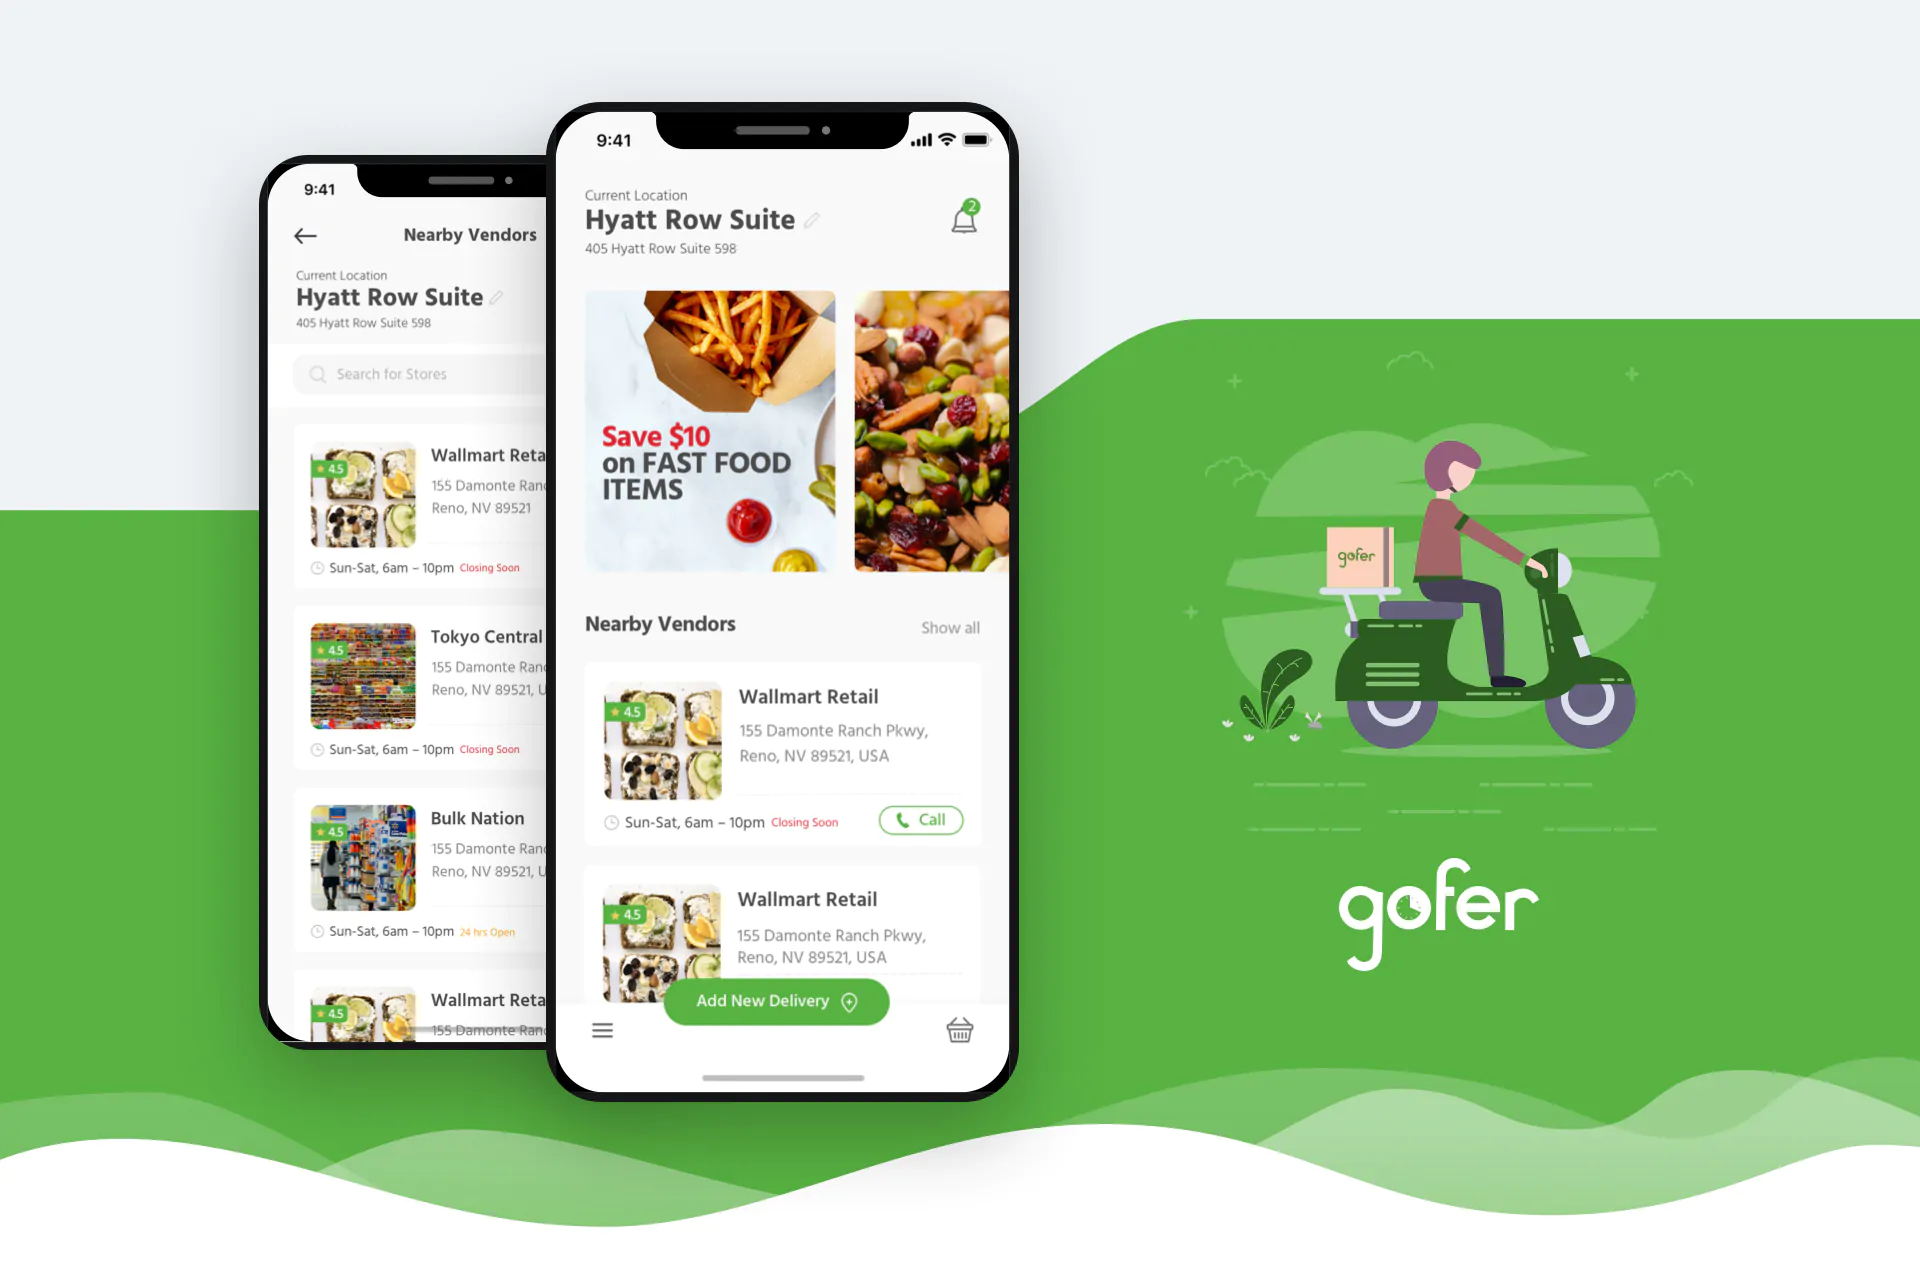 9:41
Nearby Vendors
Current Location
Hyatt Row Suite
405 Hyatt Row Suite 598
Search for Stores
4.5
Wallmart Reta
155 Damonte Ranc
Reno, NV 89521
Sun-Sat, 6am – 10pm Closing Soon
4.5
Tokyo Central
155 Damonte Ranc
Reno, NV 89521, U
Sun-Sat, 6am – 10pm Closing Soon
4.5
Bulk Nation
155 Damonte Ranc
Reno, NV 89521, U
Sun-Sat, 6am – 10pm 24 hrs Open
4.5
Wallmart Reta
155 Damonte Ranc
9:41
Current Location
Hyatt Row Suite
405 Hyatt Row Suite 598
2
Save $10
on FAST FOOD
ITEMS
Nearby Vendors Show all
4.5
Wallmart Retail
155 Damonte Ranch Pkwy,
Reno, NV 89521, USA
Sun-Sat, 6am – 10pm Closing Soon Call
4.5
Wallmart Retail
155 Damonte Ranch Pkwy,
Reno, NV 89521, USA
Add New Delivery
gofer
gofer